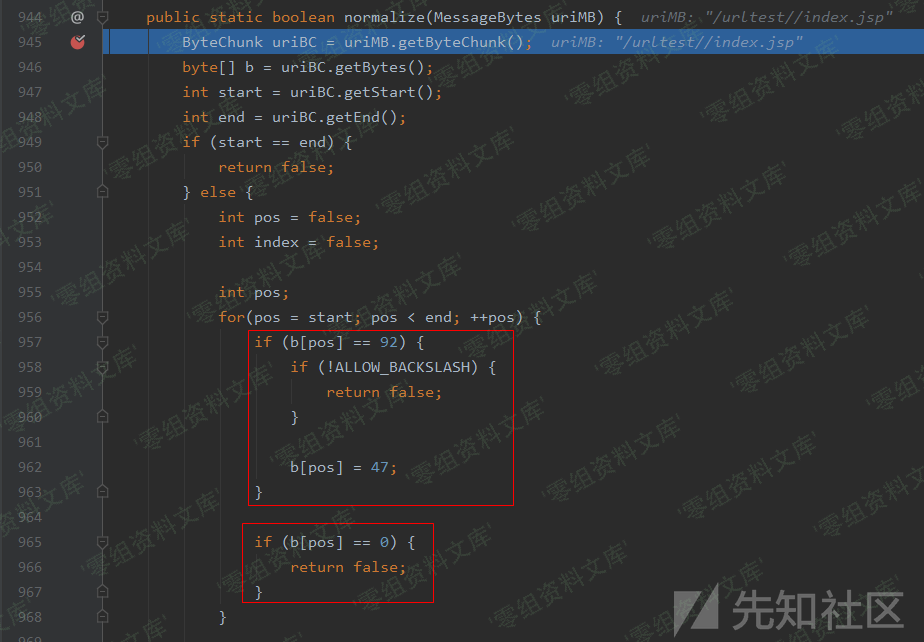 944 @ public static boolean normalize(MessageBytes uriMB) { uriMB: "/urltest//index.jsp"
945 ByteChunk uriBC = uriMB.getByteChunk(); uriMB: "/urltest//index.jsp"
946 byte[] b = uriBC.getBytes();
947 int start = uriBC.getStart();
948 int end = uriBC.getEnd();
949 if (start == end) {
950 return false;
951 } else {
952 int pos = false;
953 int index = false;
954
955 int pos;
956 for(pos = start; pos < end; ++pos) {
957 if (b[pos] == 92) {
958 if (!ALLOW_BACKSLASH) {
959 return false;
960 }
961
962 b[pos] = 47;
963 }
964
965 if (b[pos] == 0) {
966 return false;
967 }
968 }
969
'零组资料文库'
先知社区